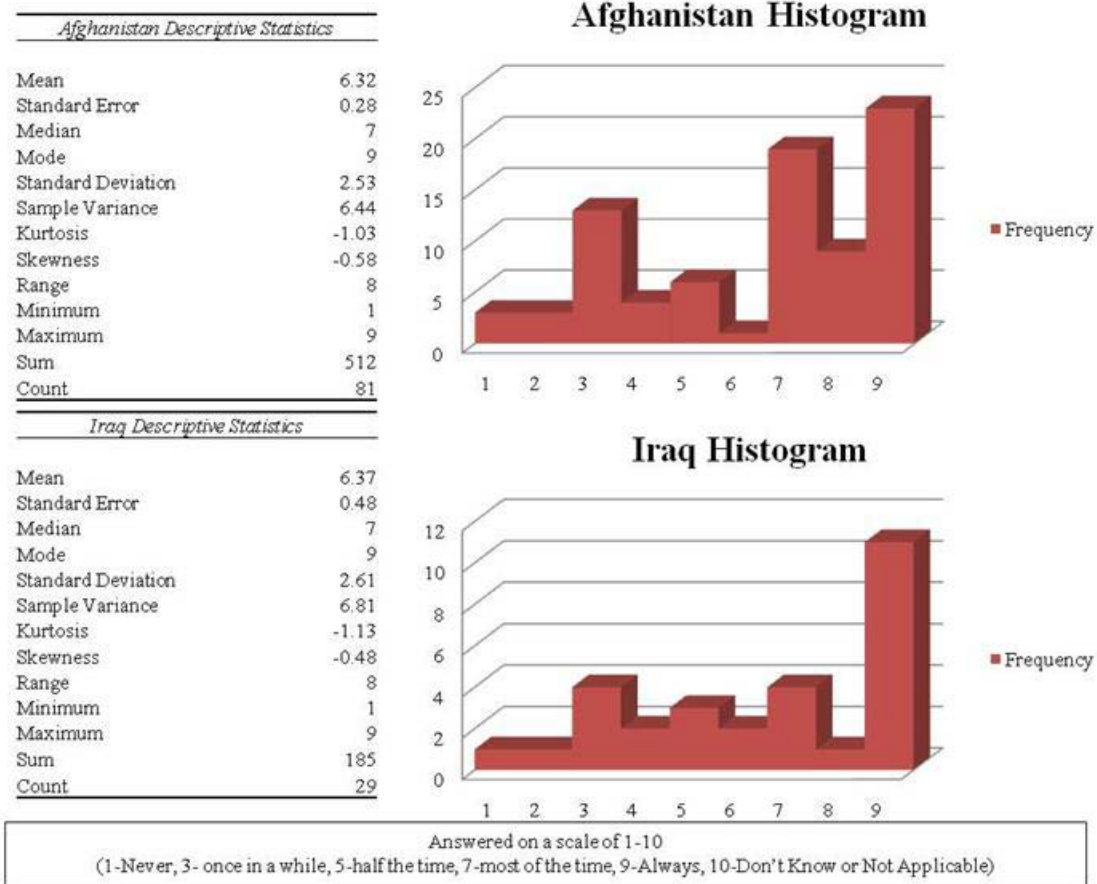 Afghanistan Descriptive Statistics
Mean 6.32
Standard Error 0.28
Median 7
Mode 9
Standard Deviation 2.53
Sample Variance 6.44
Kurtosis -1.03
Skewness -0.58
Range 8
Minimum 1
Maximum 9
Sum 512
Count 81
Afghanistan Histogram
25
20
15
10
5
0
1 2 3 4 5 6 7 8 9
Frequency
Iraq Descriptive Statistics
Mean 6.37
Standard Error 0.48
Median 7
Mode 9
Standard Deviation 2.61
Sample Variance 6.81
Kurtosis -1.13
Skewness -0.48
Range 8
Minimum 1
Maximum 9
Sum 185
Count 29
Iraq Histogram
12
10
8
6
4
2
0
1 2 3 4 5 6 7 8 9
Frequency
Answered on a scale of 1-10
(1-Never, 3- once in a while, 5-half the time, 7-most of the time, 9-Always, 10-Don't Know or Not Applicable)